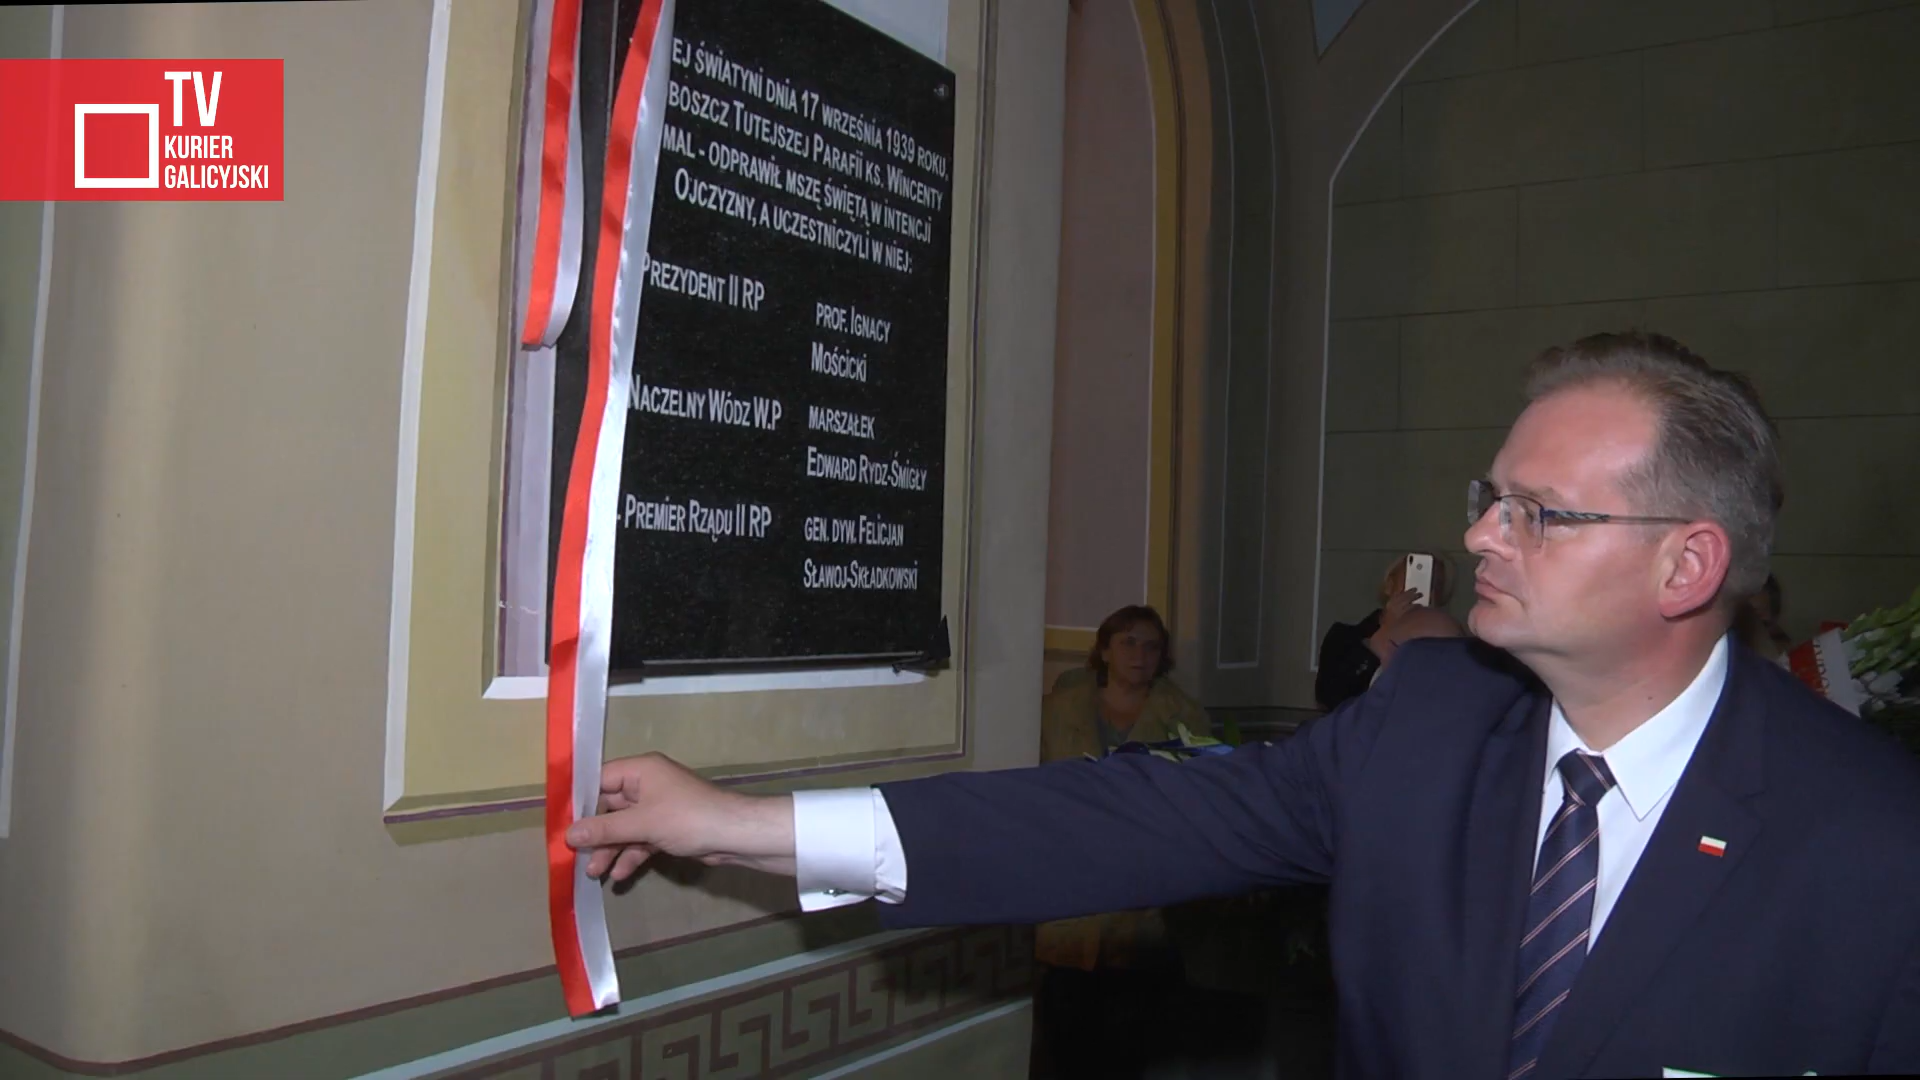 TV
KURIER
GALICYJSKI
EJ ŚWIATYNI DNIA 17 WRZEŚNIA 1939 ROKU,
BOSZCZ TUTEJSZEJ PARAFII KS. WINCENTY
MAL - ODPRAWIŁ MSZĘ ŚWIĘTĄ W INTENCJI
OJCZYZNY, A UCZESTNICZYLI W NIEJ:
PREZYDENT II RP PROF. IGNACY
MOŚCICKI
NACZELNY WÓDZ W.P MARSZAŁEK
EDWARD RYDZ-ŚMIGŁY
- PREMIER RZĄDU II RP GEN. DYW. FELICJAN
SŁAWOJ-SKŁADKOWSKI